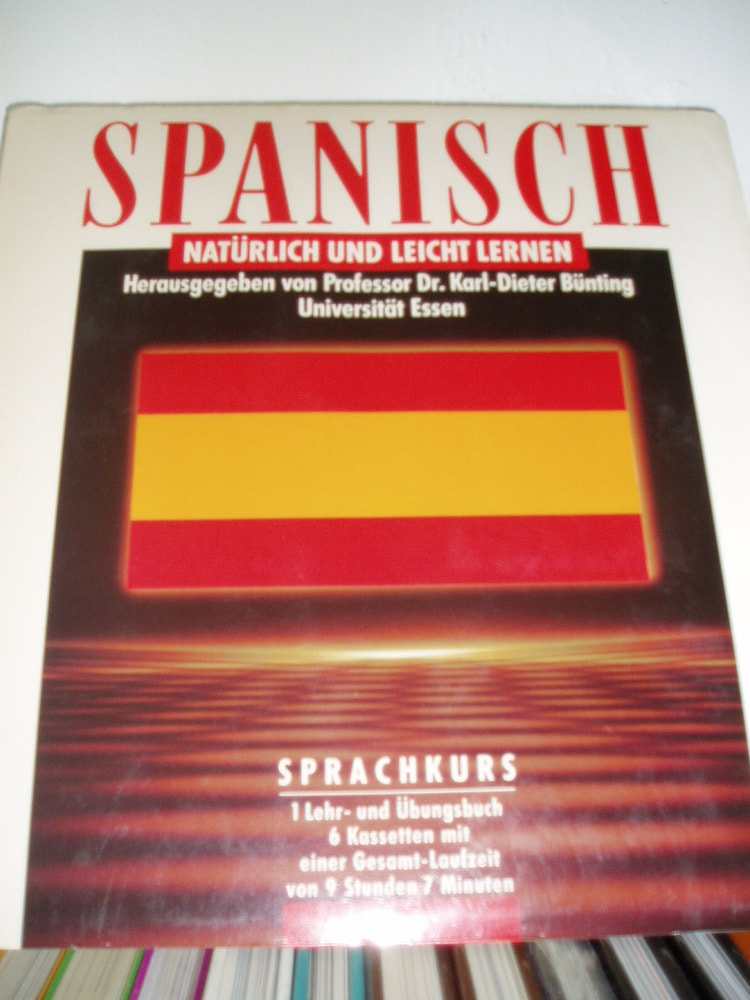 SPANISCH
NATÜRLICH UND LEICHT LERNEN
Herausgegeben von Professor Dr. Karl-Dieter Bünting
Universität Essen
SPRACHKURS
1 Lehr- und Übungsbuch
6 Kassetten mit
einer Gesamt-Laufzeit
von 9 Stunden 7 Minuten